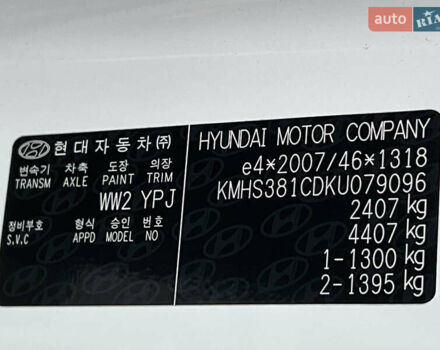 auto RIA
현대자동차㈜
변속기 차축 도장 의장
TRANSM AXLE PAINT TRIM
WW2 YPJ
정비부호 형식 승인 번호
S.V.C APPD MODEL NO
HYUNDAI MOTOR COMPANY
e4*2007/46*1318
KMHS381CDKU079096
2407 kg
4407 kg
1-1300 kg
2-1395 kg